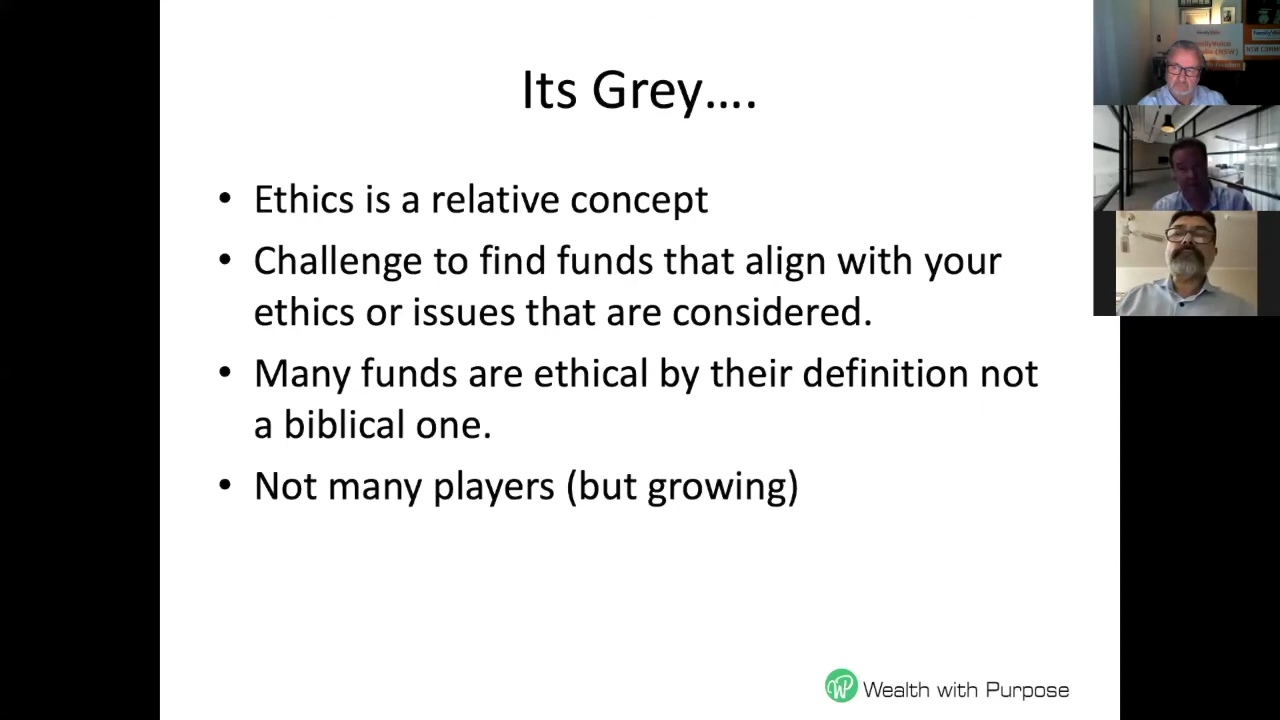 Its Grey....
• Ethics is a relative concept
• Challenge to find funds that align with your
ethics or issues that are considered.
• Many funds are ethical by their definition not
a biblical one.
• Not many players (but growing)
Wealth with Purpose